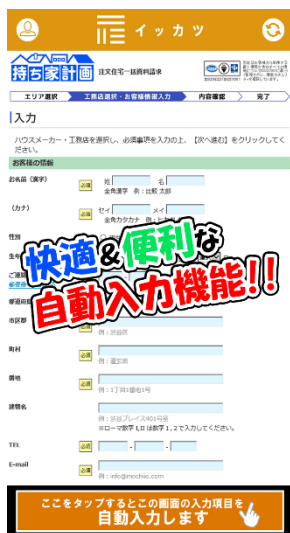 イッカツ
持ち家計画 注文住宅一括資料請求
エリア選択 工務店選択・お客様情報入力 内容確認 完了
入力
ハウスメーカー・工務店を選択し、必須事項を入力の上、【次へ進む】をクリックしてください。
お客様の情報
お名前（漢字） 必須 姓 名
全角漢字 例：比較 太郎
（カナ） 必須 セイ メイ
全角カタカナ
性別
快適&便利な
自動入力機能!!
市区郡 必須
例：渋谷区
町村 必須
例：恵比寿
番地 必須
例：1丁目1番地1号
建物名
例：渋谷プレイス401号室
※ローマ数字I,IIは数字1,2で入力してください。
TEL 必須 - -
E-mail 必須
例：info@mochiic.com
ここをタップするとこの画面の入力項目を
自動入力します